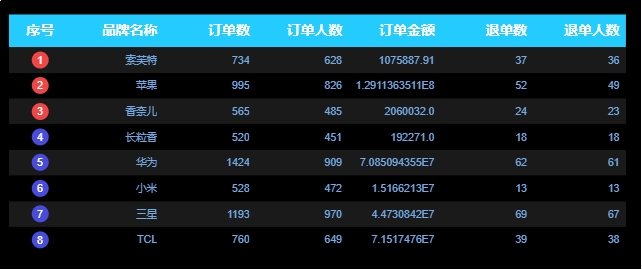 序号 品牌名称 订单数 订单人数 订单金额 退单数 退单人数
1 索芙特 734 628 1075887.91 37 36
2 苹果 995 826 1.2911363511E8 52 49
3 香奈儿 565 485 2060032.0 24 23
4 长粒香 520 451 192271.0 18 18
5 华为 1424 909 7.085094355E7 62 61
6 小米 528 472 1.5166213E7 13 13
7 三星 1193 970 4.4730842E7 69 67
8 TCL 760 649 7.1517476E7 39 38